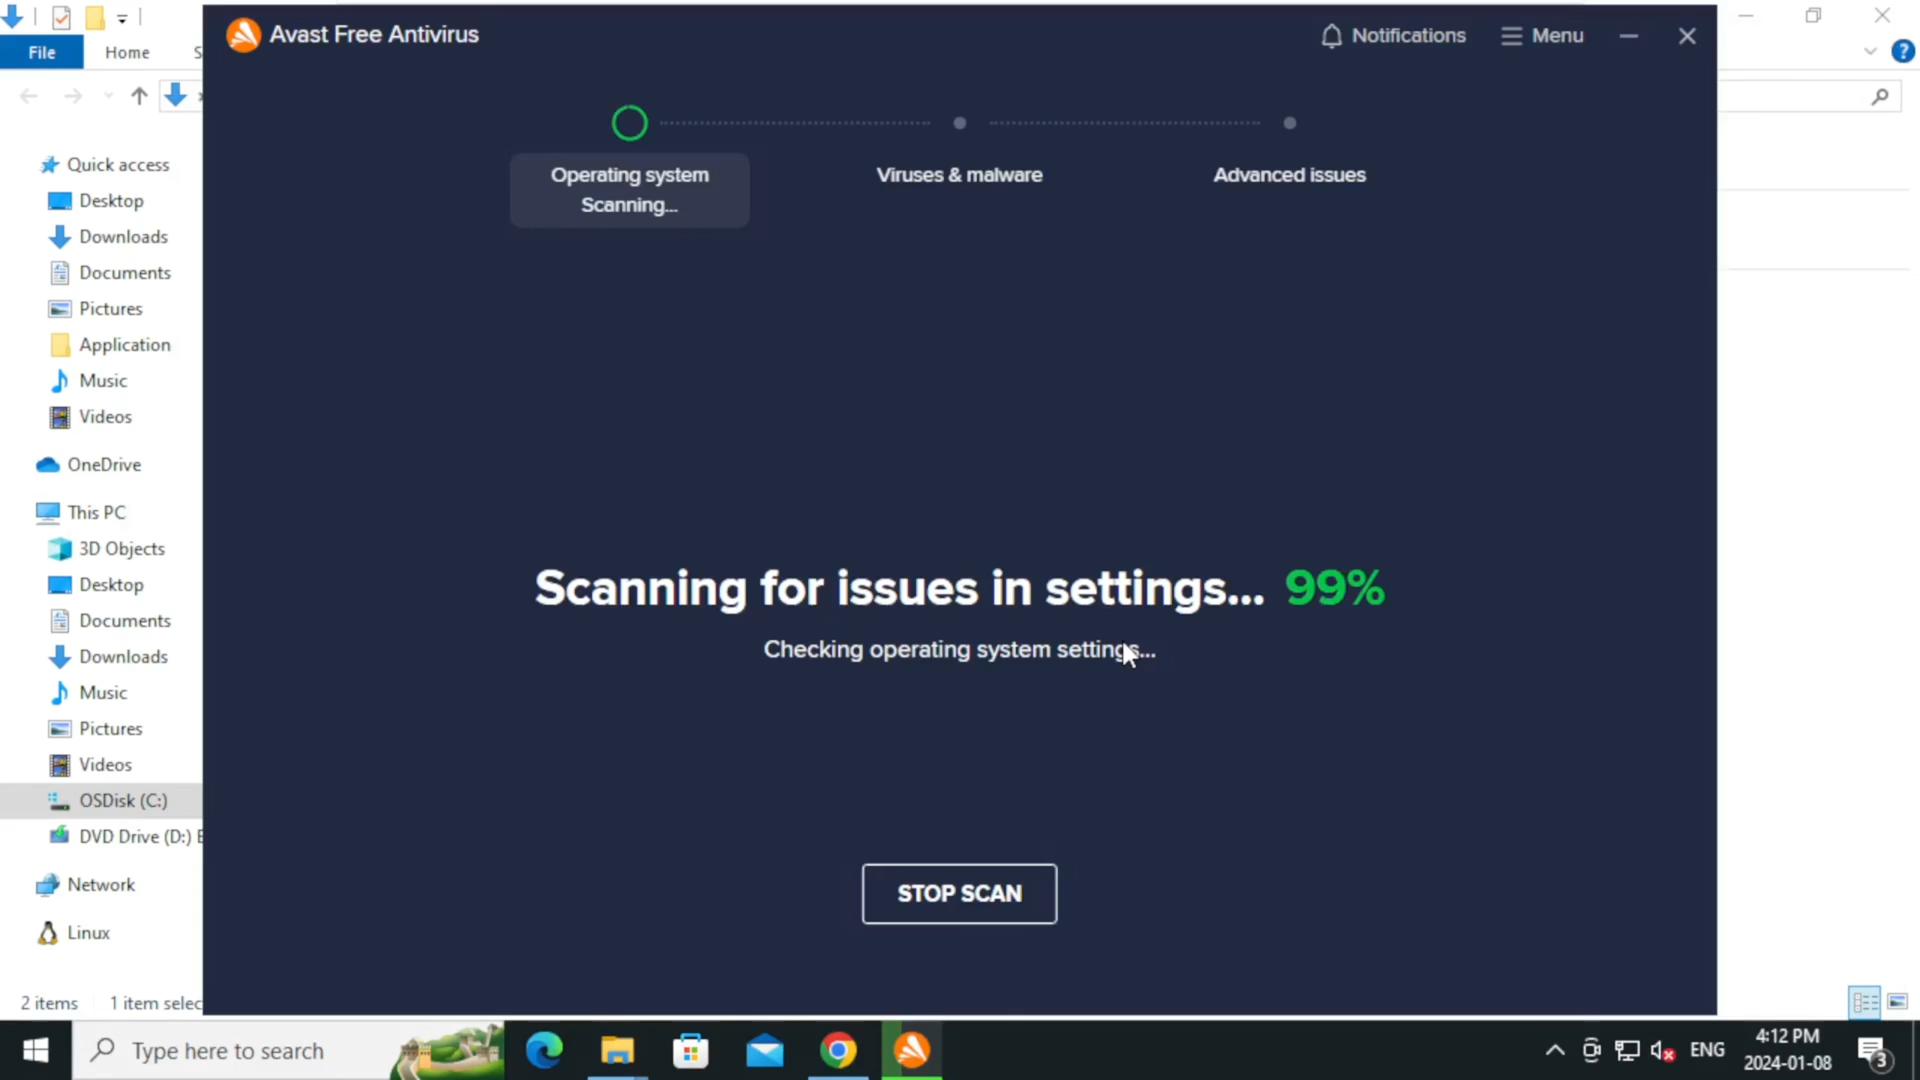 Avast Free Antivirus
Notifications
Menu
File
Home
S
Operating system
Scanning...
Viruses & malware
Advanced issues
Quick access
Desktop
Downloads
Documents
Pictures
Application
Music
Videos
OneDrive
This PC
3D Objects
Desktop
Documents
Downloads
Music
Pictures
Videos
OSDisk (C:)
DVD Drive (D:) E
Network
Linux
Scanning for issues in settings... 99%
Checking operating system settings...
STOP SCAN
2 items 1 item selec
Type here to search
ENG
4:12 PM
2024-01-08
3